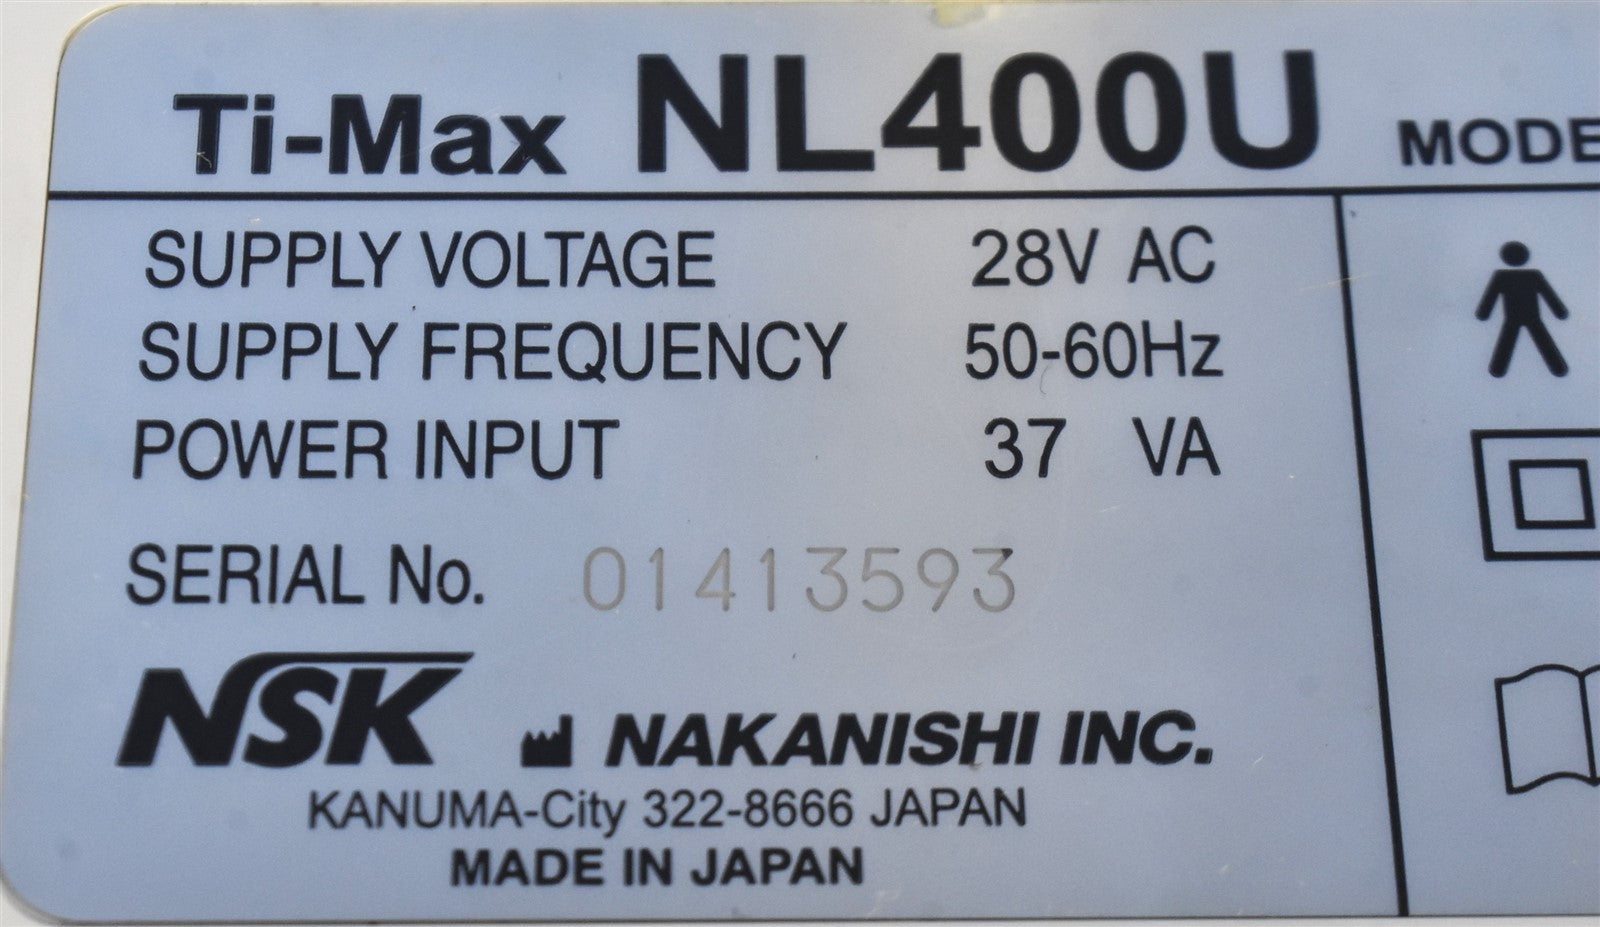 Ti-Max NL400U MODE
SUPPLY VOLTAGE 28V AC
SUPPLY FREQUENCY 50-60Hz
POWER INPUT 37 VA
SERIAL No. 01413593
NSK NAKANISHI INC.
KANUMA-City 322-8666 JAPAN
MADE IN JAPAN